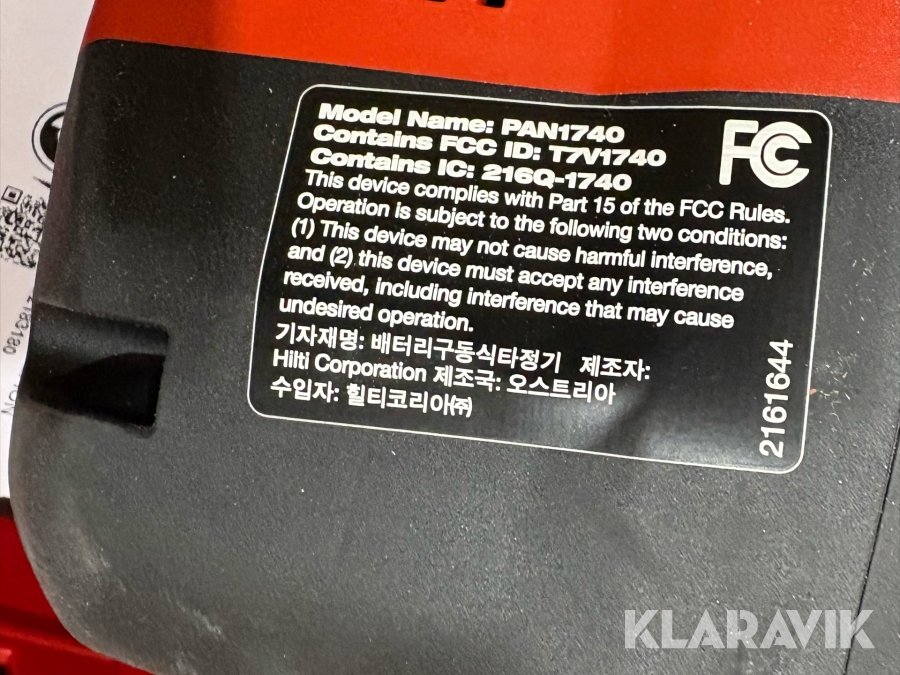 Model Name: PAN1740
Contains FCC ID: T7V1740
Contains IC: 216Q-1740
This device complies with Part 15 of the FCC Rules.
Operation is subject to the following two conditions:
(1) This device may not cause harmful interference,
and (2) this device must accept any interference
received, including interference that may cause
undesired operation.
기자재명: 배터리구동식타정기 제조자:
Hilti Corporation 제조국: 오스트리아
수입자: 힐티코리아㈜
FC
2161644
KLARAVIK